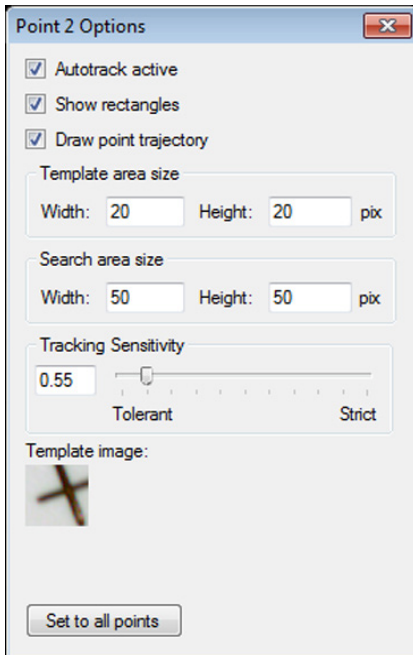 Point 2 Options
Autotrack active
Show rectangles
Draw point trajectory
Template area size
Width: 20 Height: 20 pix
Search area size
Width: 50 Height: 50 pix
Tracking Sensitivity
0.55
Tolerant Strict
Template image:
Set to all points